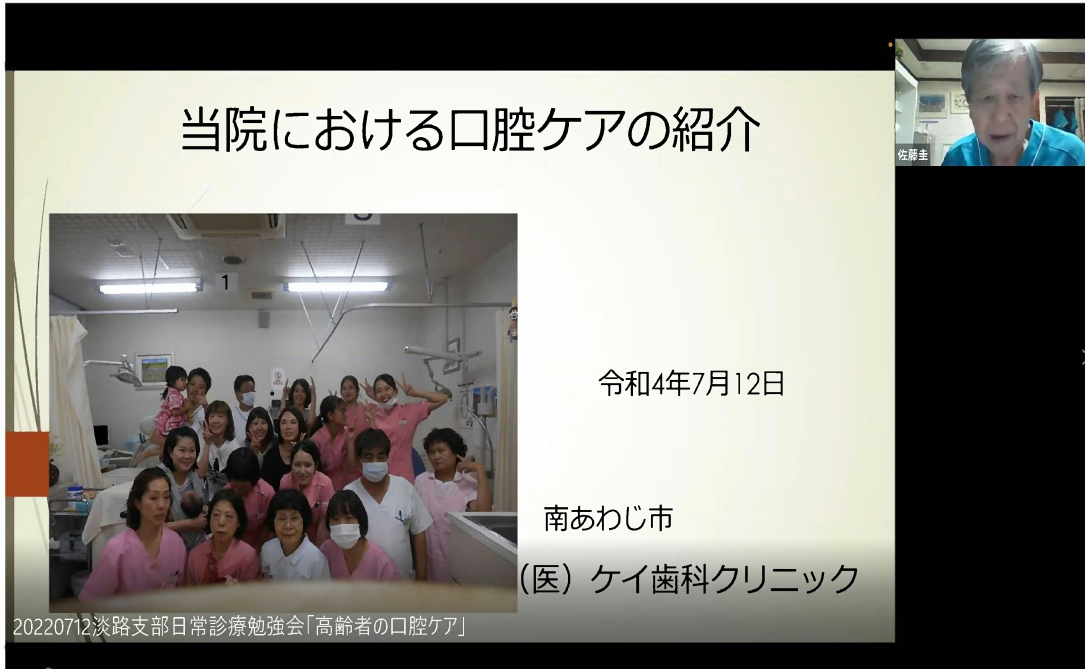 当院における口腔ケアの紹介
佐藤圭
1
令和4年7月12日
南あわじ市
（医）ケイ歯科クリニック
20220712淡路支部日常診療勉強会「高齢者の口腔ケア」